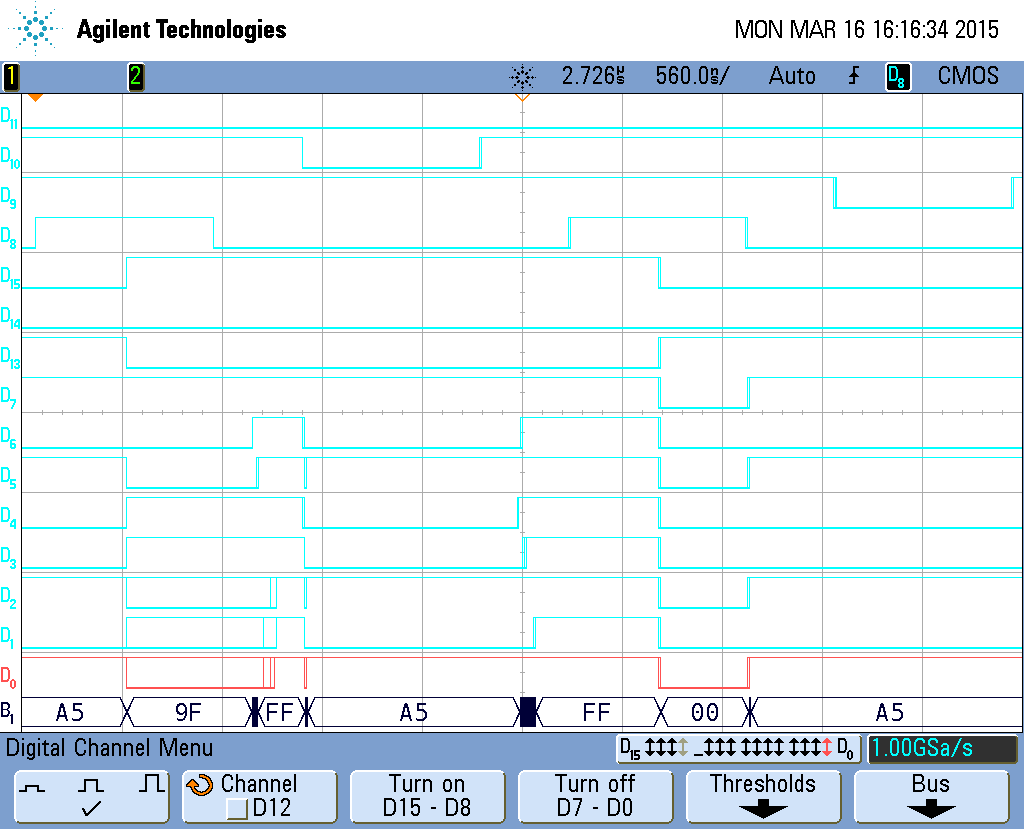 Agilent Technologies MON MAR 16 16:16:34 2015
1 2 2.726µs 560.0ns/ Auto D8 CMOS
D11
D10
D9
D8
D15
D14
D13
D7
D6
D5
D4
D3
D2
D1
D0
B1 A5 9F FF A5 FF 00 A5
Digital Channel Menu D15 D0 1.00GSa/s
Channel Turn on Turn off Thresholds Bus
D12 D15 - D8 D7 - D0